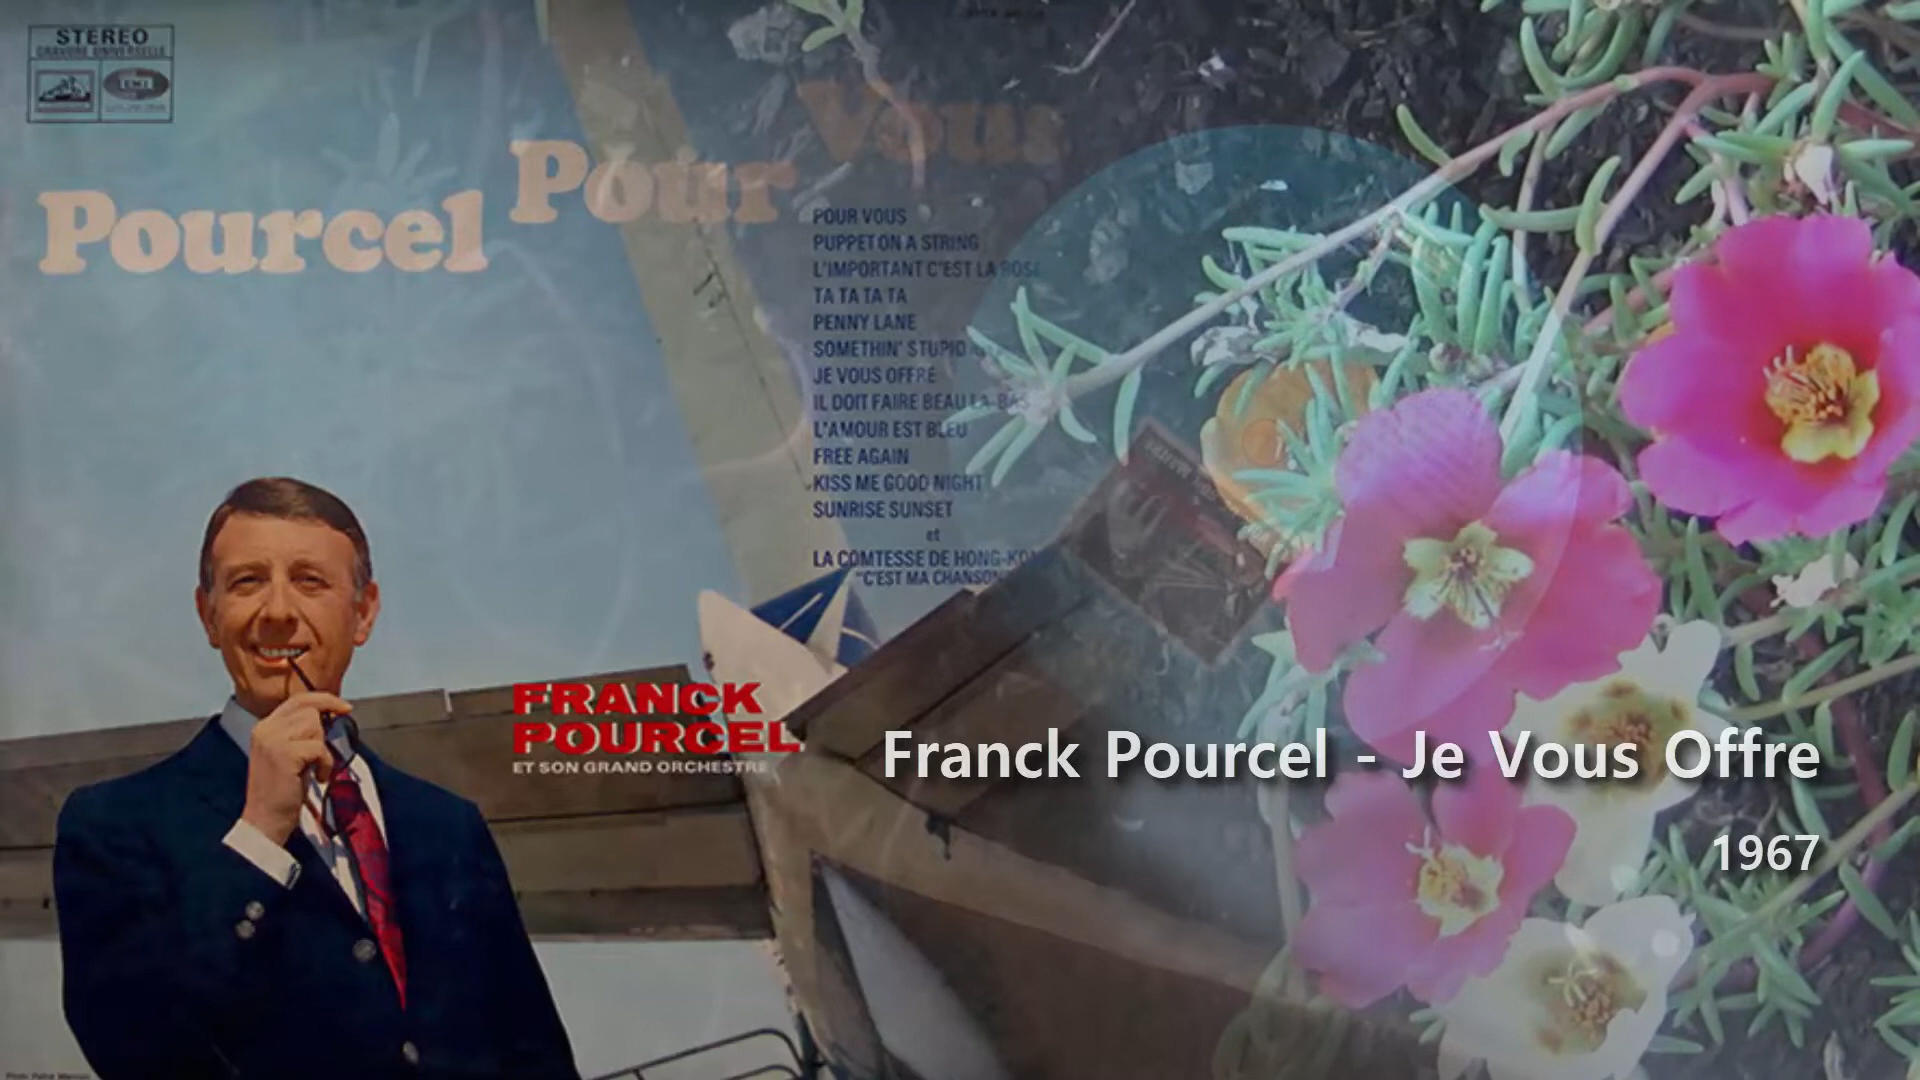 STEREO
GRAVURE UNIVERSELLE
EMI
Pourcel Pour Vous
POUR VOUS
PUPPET ON A STRING
L'IMPORTANT C'EST LA ROSE
TA TA TA TA
PENNY LANE
SOMETHIN' STUPID
JE VOUS OFFRE
IL DOIT FAIRE BEAU LA-BAS
L'AMOUR EST BLEU
FREE AGAIN
KISS ME GOOD NIGHT
SUNRISE SUNSET
et
LA COMTESSE DE HONG-KO
"C'EST MA CHANSON"
FRANCK
POURCEL
ET SON GRAND ORCHESTRE
Franck Pourcel - Je Vous Offre
1967